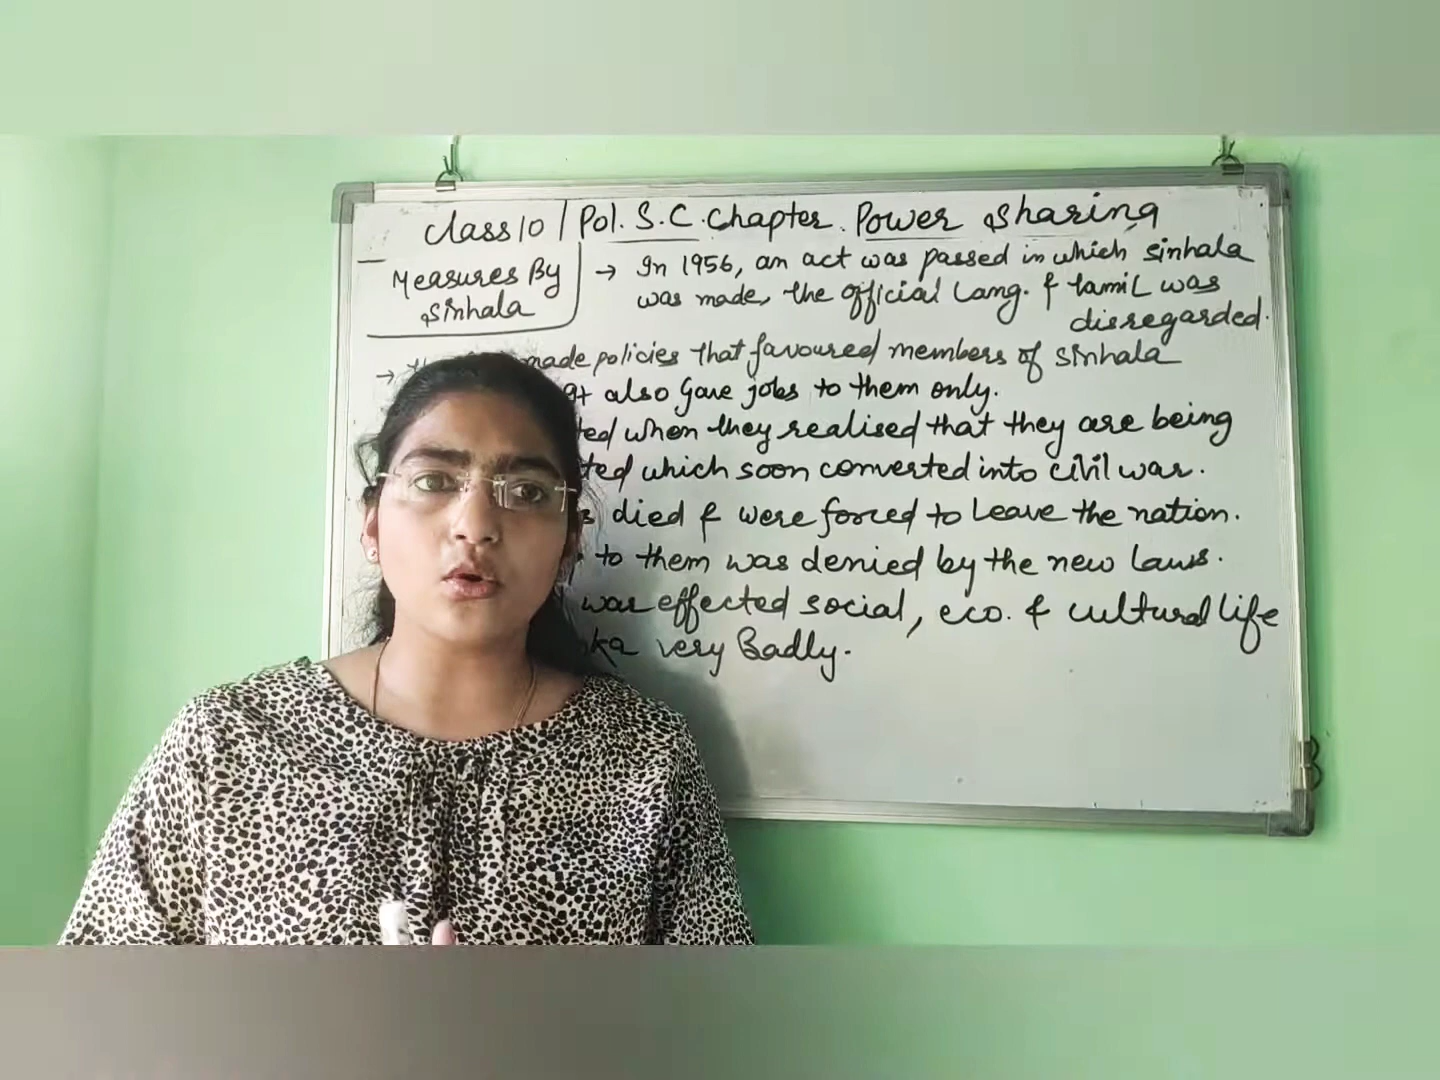 Class 10 / Pol. S.C. Chapter. Power Sharing
Measures By
Sinhala
→ In 1956, an act was passed in which sinhala
was made, the official Lang. & tamil was
disregarded.
→ made policies that favoured members of Sinhala
also Gave jobs to them only.
when they realised that they are being
which soon converted into civil war.
died & were forced to Leave the nation.
to them was denied by the new laws.
war effected social, eco. & cultural life
very Badly.